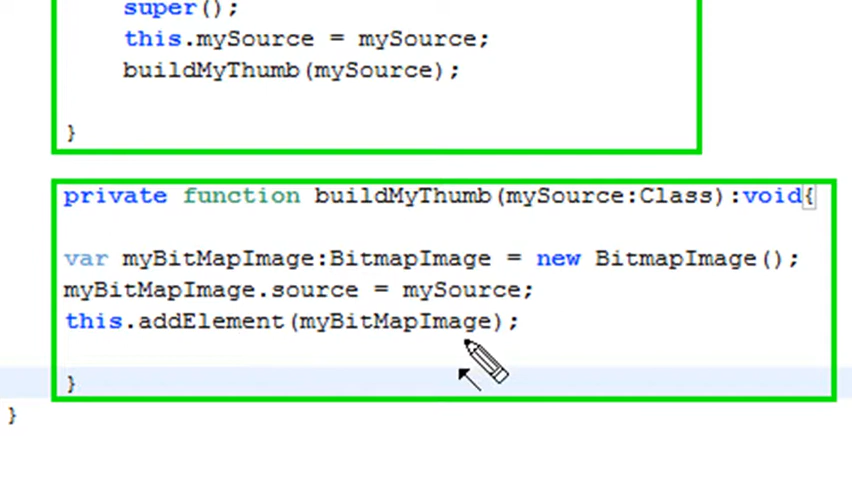 super();
this.mySource = mySource;
buildMyThumb(mySource);
}
private function buildMyThumb(mySource:Class):void{
var myBitMapImage:BitmapImage = new BitmapImage();
myBitMapImage.source = mySource;
this.addElement(myBitMapImage);
}
}